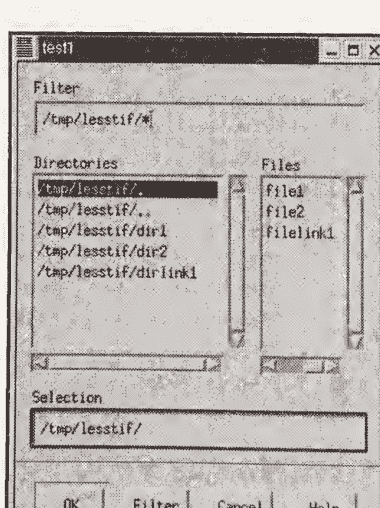 test1
Filter
/tmp/lesstif/*
Directories
/tmp/lesstif/.
/tmp/lesstif/..
/tmp/lesstif/dir1
/tmp/lesstif/dir2
/tmp/lesstif/dirlink1
Files
file1
file2
filelink1
Selection
/tmp/lesstif/
OK Filter Cancel Help